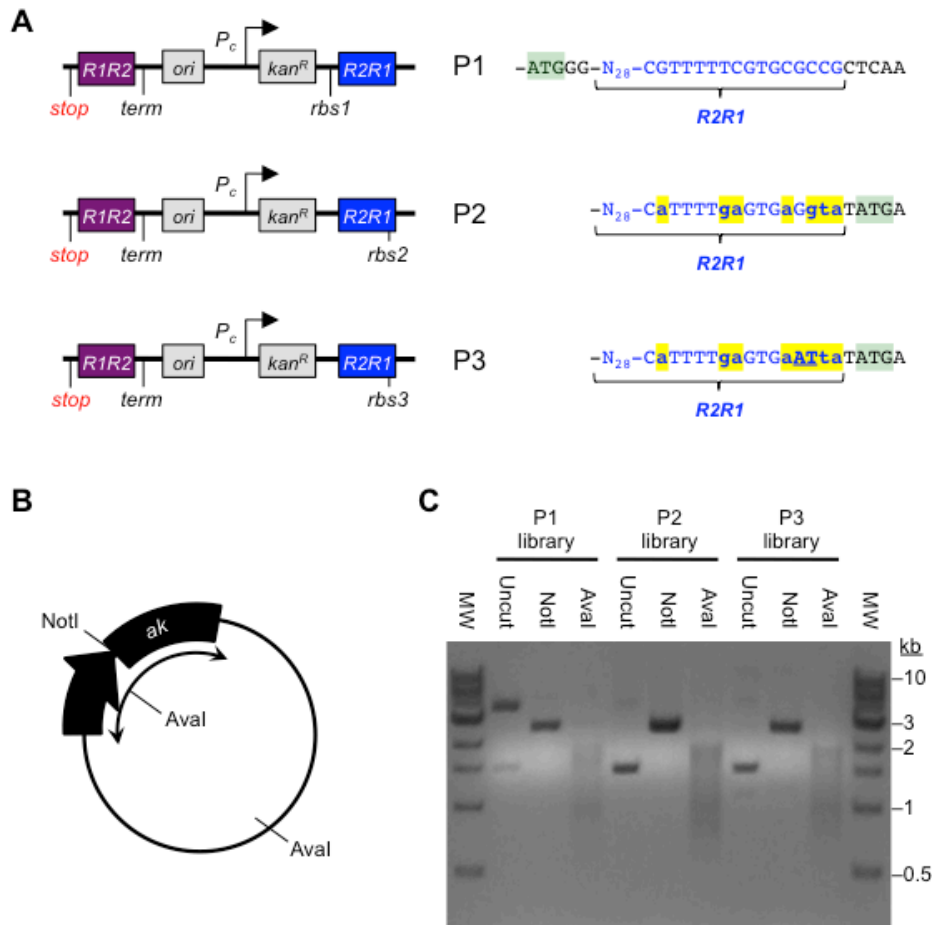 A
R1R2 ori Pc kanR R2R1
stop term rbs1
P1 -ATGGG-N28-CGTTTTTCGTGCGCCGCTCAA
R2R1
R1R2 ori Pc kanR R2R1
stop term rbs2
P2 -N28-CaTTTTgaGTGaGgtaTATGA
R2R1
R1R2 ori Pc kanR R2R1
stop term rbs3
P3 -N28-CaTTTTgaGTGaATtaTATGA
R2R1
B
NotI
ak
AvaI
AvaI
C
P1 library P2 library P3 library
MW Uncut NotI AvaI Uncut NotI AvaI Uncut NotI AvaI MW
kb
–10
–3
–2
–1
–0.5